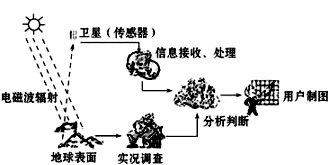 卫星（传感器）
信息接收、处理
电磁波辐射
用户制图
分析判断
地球表面
实况调查